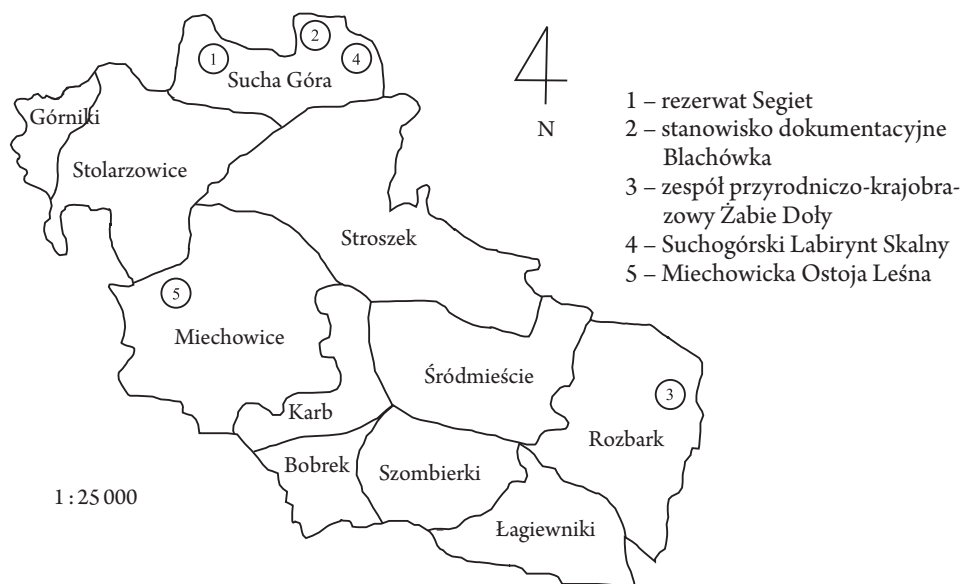 1
2
4
Sucha Góra
Górniki
Stolarzowice
Stroszek
5
Miechowice
Śródmieście
3
Karb
Rozbark
Bobrek
Szombierki
Łagiewniki
1 : 25 000
N
1 – rezerwat Segiet
2 – stanowisko dokumentacyjne
Blachówka
3 – zespół przyrodniczo-krajobra-
zowy Żabie Doły
4 – Suchogórski Labirynt Skalny
5 – Miechowicka Ostoja Leśna